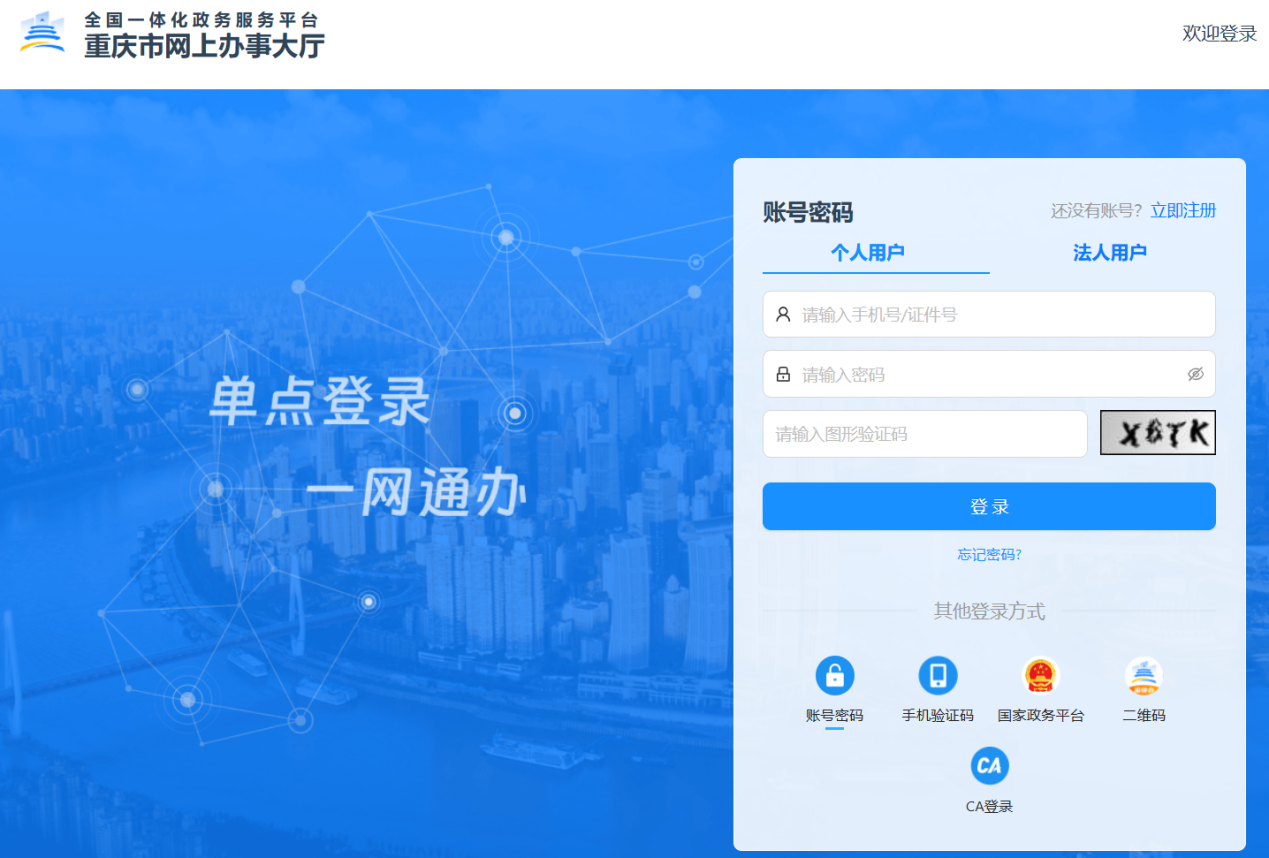 全国一体化政务服务平台
重庆市网上办事大厅
欢迎登录
单点登录
一网通办
账号密码
还没有账号? 立即注册
个人用户 法人用户
请输入手机号/证件号
请输入密码
请输入图形验证码
X6TK
登录
忘记密码?
其他登录方式
账号密码 手机验证码 国家政务平台 二维码
CA
CA登录